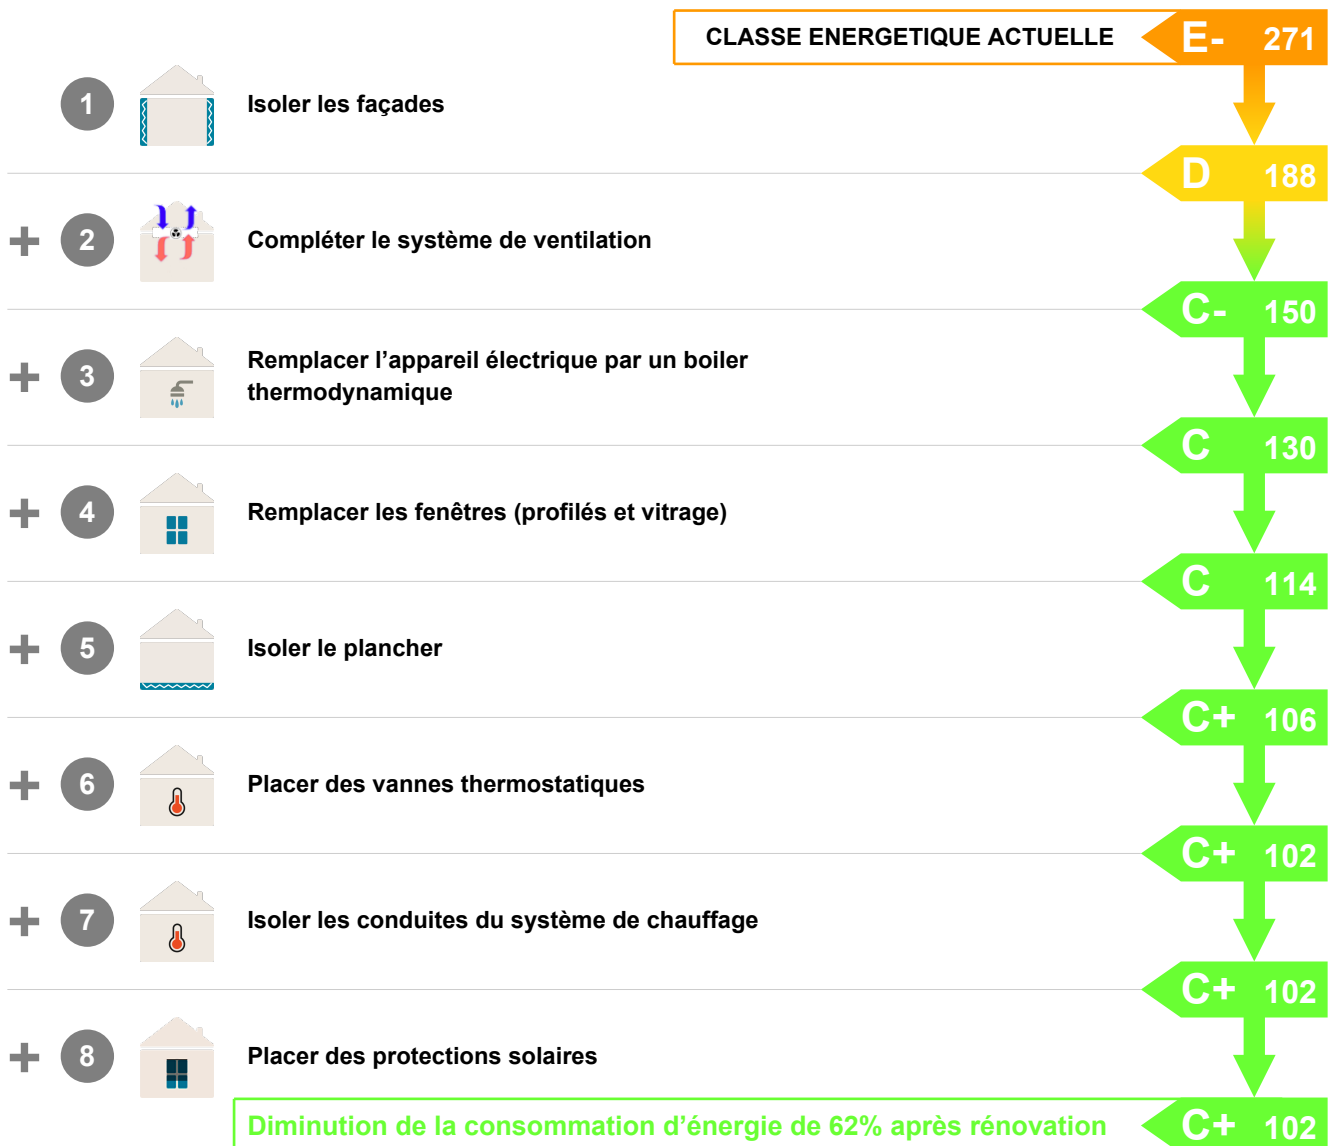 CLASSE ENERGETIQUE ACTUELLE E- 271
1 Isoler les façades
D 188
+ 2 Compléter le système de ventilation
C- 150
+ 3 Remplacer l’appareil électrique par un boiler
thermodynamique
C 130
+ 4 Remplacer les fenêtres (profilés et vitrage)
C 114
+ 5 Isoler le plancher
C+ 106
+ 6 Placer des vannes thermostatiques
C+ 102
+ 7 Isoler les conduites du système de chauffage
C+ 102
+ 8 Placer des protections solaires
Diminution de la consommation d’énergie de 62% après rénovation C+ 102